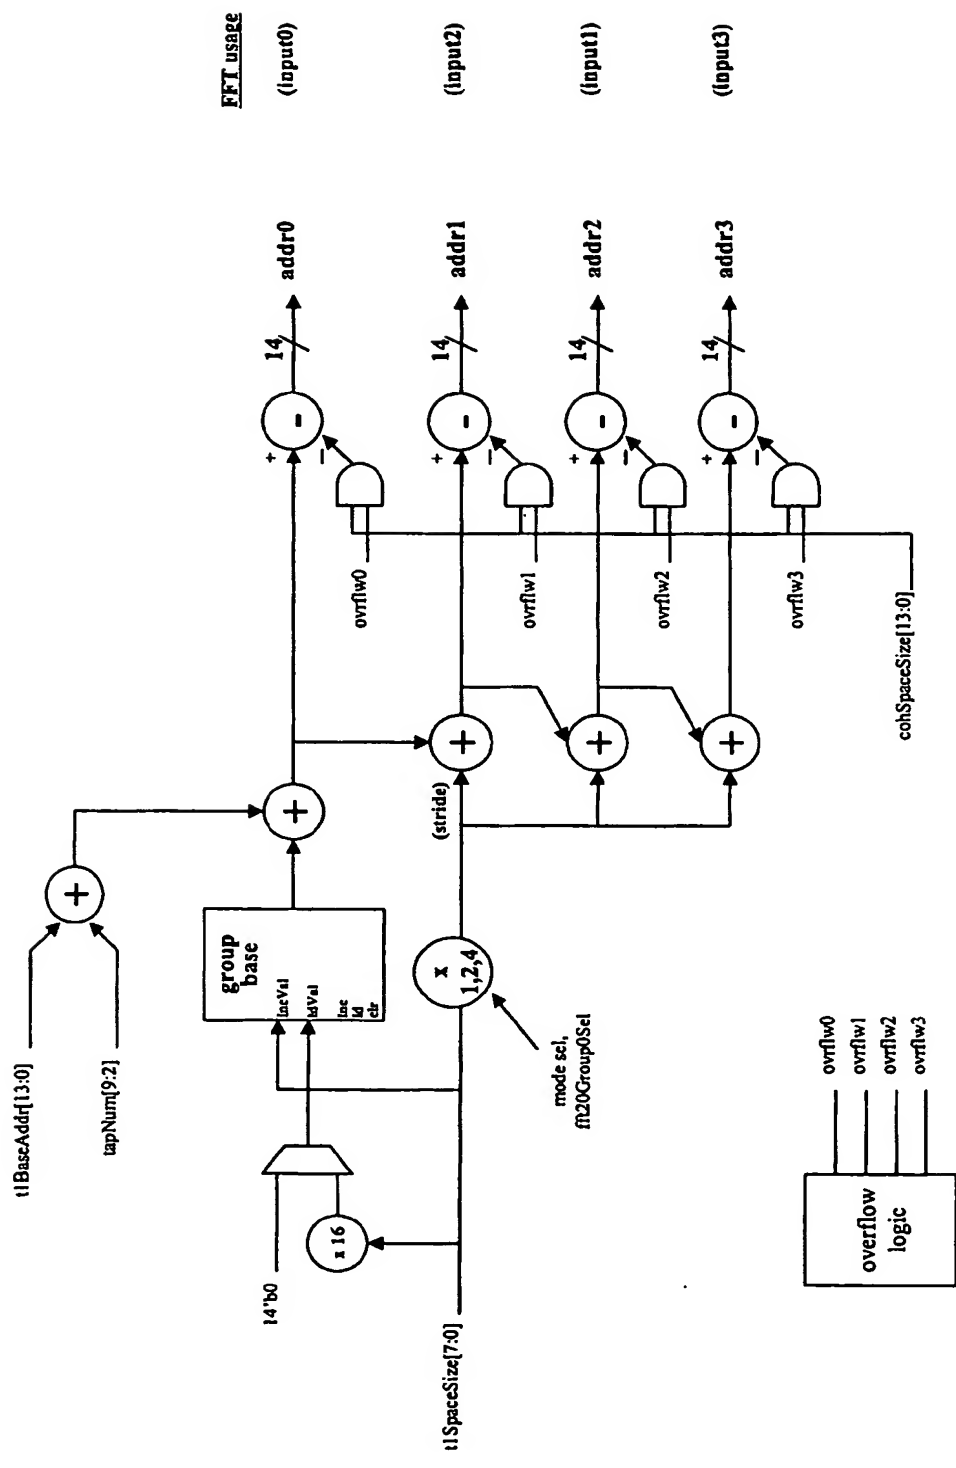 FFT usage
t1BaseAddr[13:0]
tapNum[9:2]
+
+
group
base
incVal
ldVal
inc
ld
clr
14'b0
x 16
t1SpaceSize[7:0]
x
1,2,4
mode sel,
fft20Group0Sel
(stride)
+
+
+
+
−
-
14
addr0
(input0)
ovrflw0
+
−
-
14
addr1
(input2)
ovrflw1
+
−
-
14
addr2
(input1)
ovrflw2
+
−
-
14
addr3
(input3)
ovrflw3
cohSpaceSize[13:0]
overflow
logic
ovrflw0
ovrflw1
ovrflw2
ovrflw3